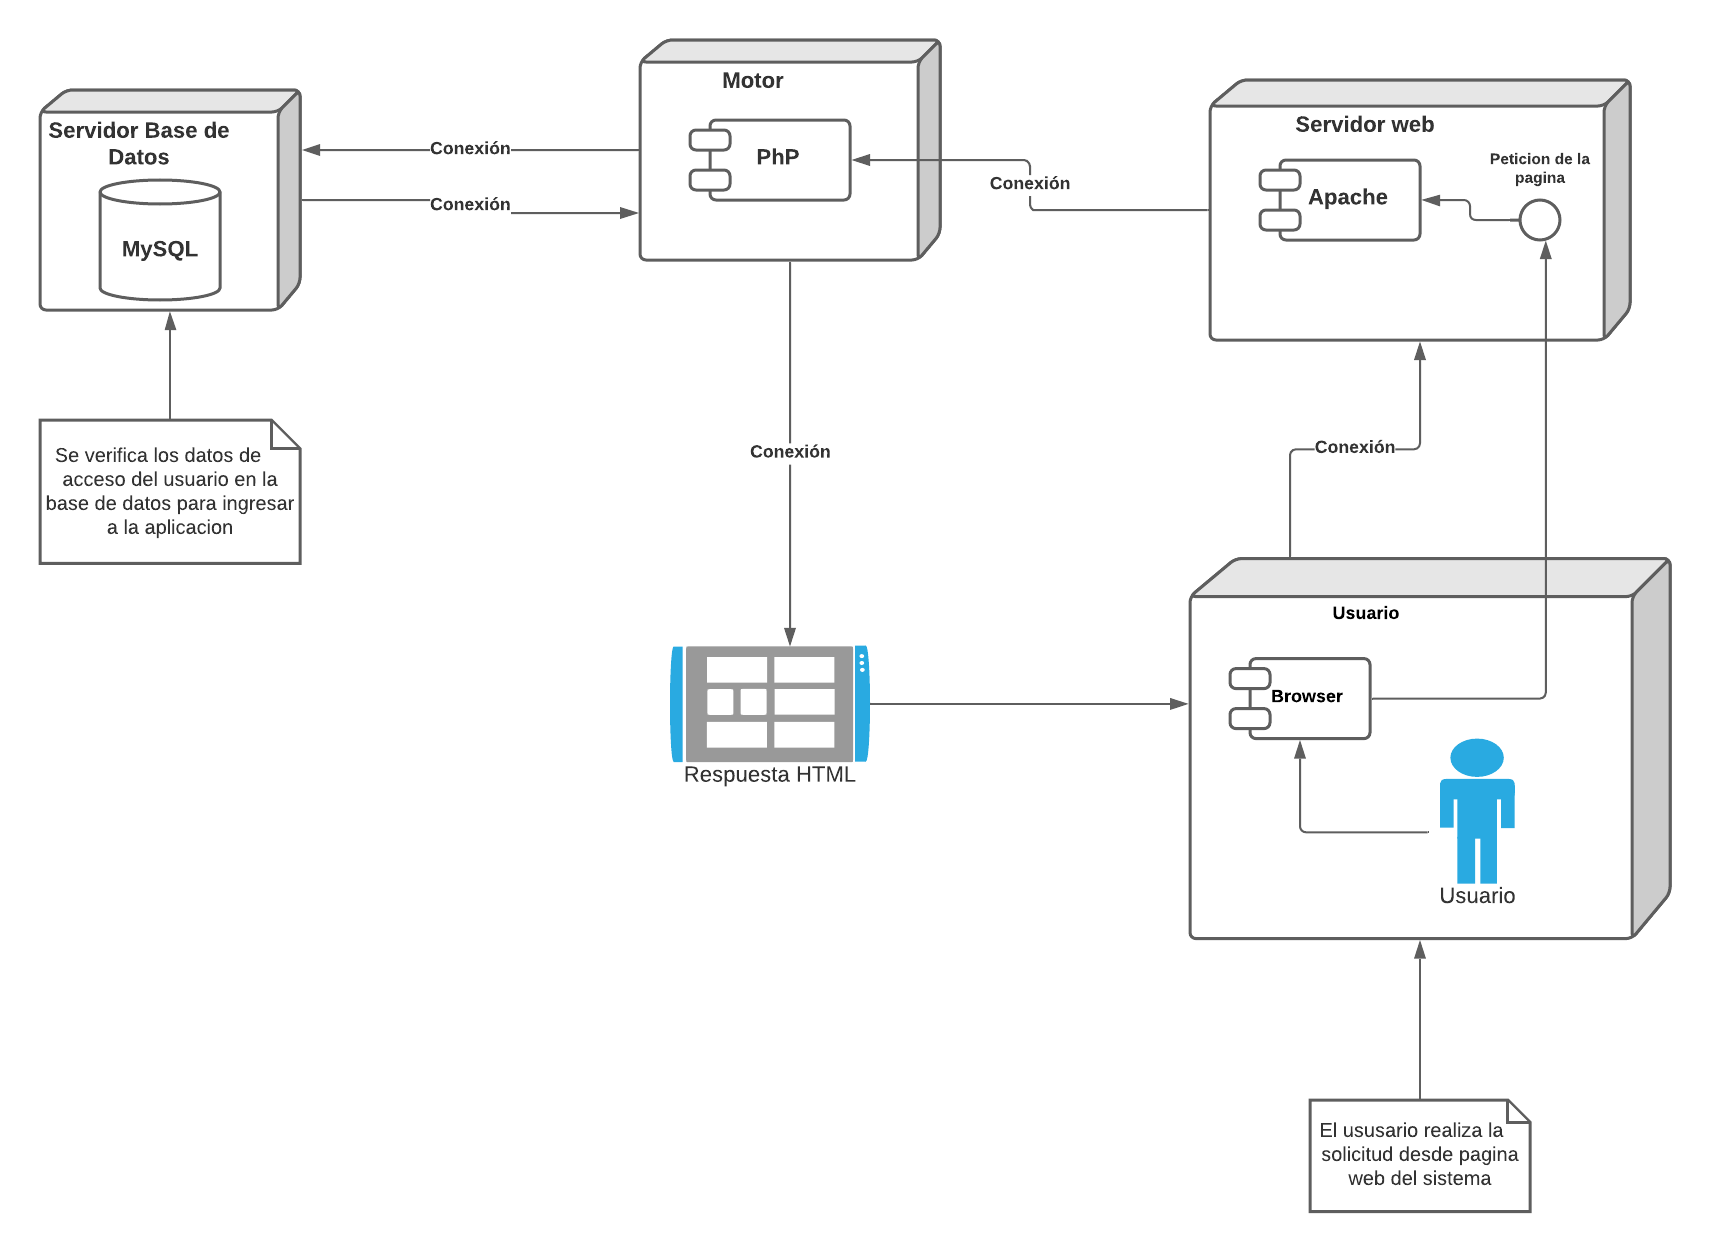 Motor
PhP
Servidor Base de
Datos
MySQL
Conexión
Conexión
Conexión
Servidor web
Apache
Peticion de la
pagina
Se verifica los datos de
acceso del usuario en la
base de datos para ingresar
a la aplicacion
Conexión
Conexión
Respuesta HTML
Usuario
Browser
Usuario
El ususario realiza la
solicitud desde pagina
web del sistema